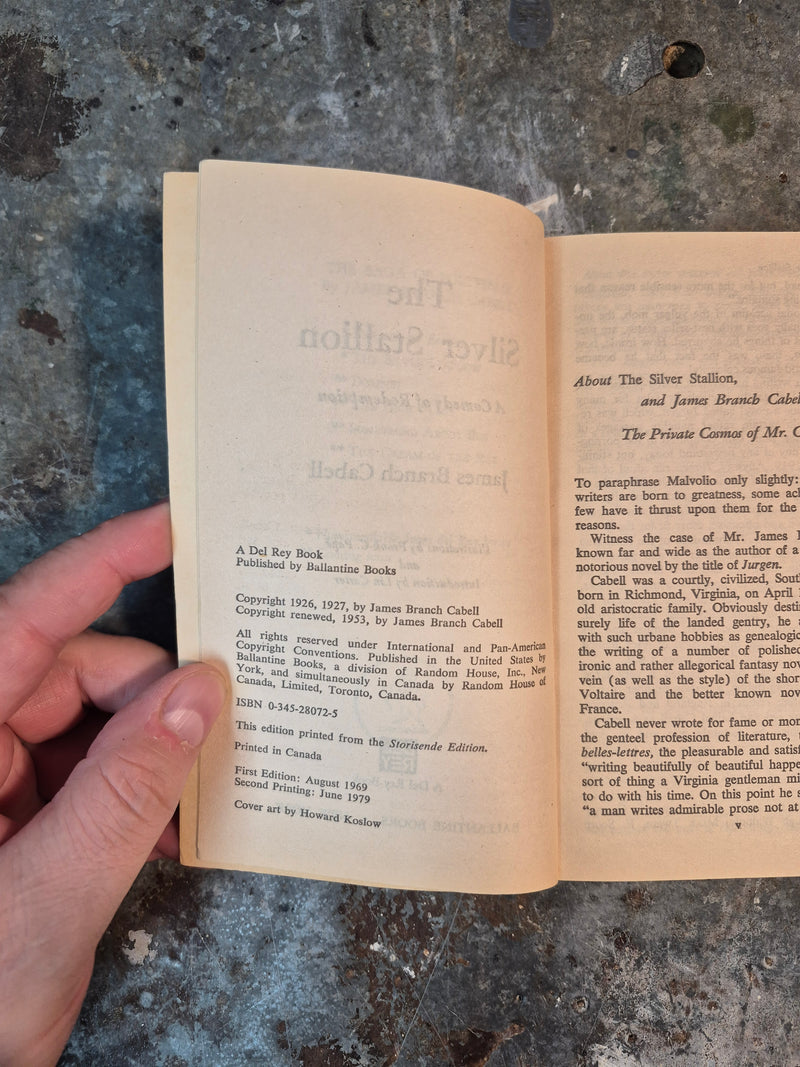 A Del Rey Book
Published by Ballantine Books
Copyright 1926, 1927, by James Branch Cabell
Copyright renewed, 1953, by James Branch Cabell
All rights reserved under International and Pan-American
Copyright Conventions. Published in the United States by
Ballantine Books, a division of Random House, Inc., New
York, and simultaneously in Canada by Random House of
Canada, Limited, Toronto, Canada.
ISBN 0-345-28072-5
This edition printed from the Storisende Edition.
Printed in Canada
First Edition: August 1969
Second Printing: June 1979
Cover art by Howard Koslow
About The Silver Stallion,
and James Branch Cabel
The Private Cosmos of Mr. C
To paraphrase Malvolio only slightly:
writers are born to greatness, some
few have it thrust upon them for the
reasons.
Witness the case of Mr. James
known far and wide as the author of a
notorious novel by the title of Jurgen.
Cabell was a courtly, civilized,
born in Richmond, Virginia, on April
old aristocratic family. Obviously
surely life of the landed gentry, he
with such urbane hobbies as
the writing of a number of polished
ironic and rather allegorical fantasy
vein (as well as the style) of the
Voltaire and the better known
France.
Cabell never wrote for fame or
the genteel profession of literature,
belles-lettres, the pleasurable and
"writing beautifully of beautiful
sort of thing a Virginia gentleman
to do with his time. On this point he
"a man writes admirable prose not at
v